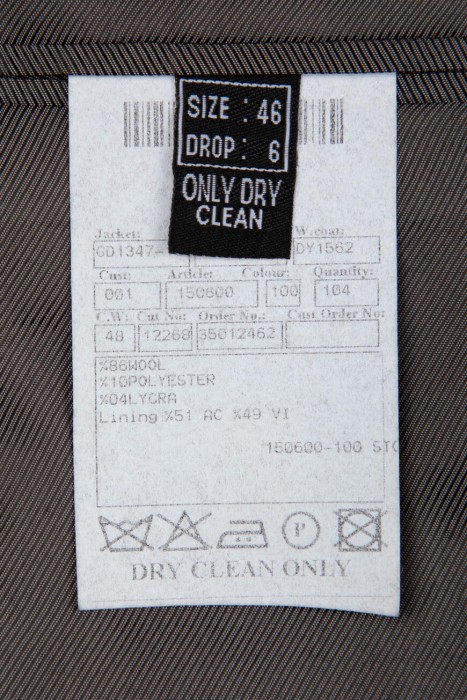 SIZE : 46
DROP : 6
ONLY DRY
CLEAN
Jacket: W.coat:
GD1347- DY1562
Cust: Article: Colour: Quantity:
001 150600 100 104
C.W: Cut No: Order No.: Cust Order No:
48 12268 35012462
%86WOOL
%10POLYESTER
%04LYCRA
Lining %51 AC %49 VI
150600-100 STO
P
DRY CLEAN ONLY